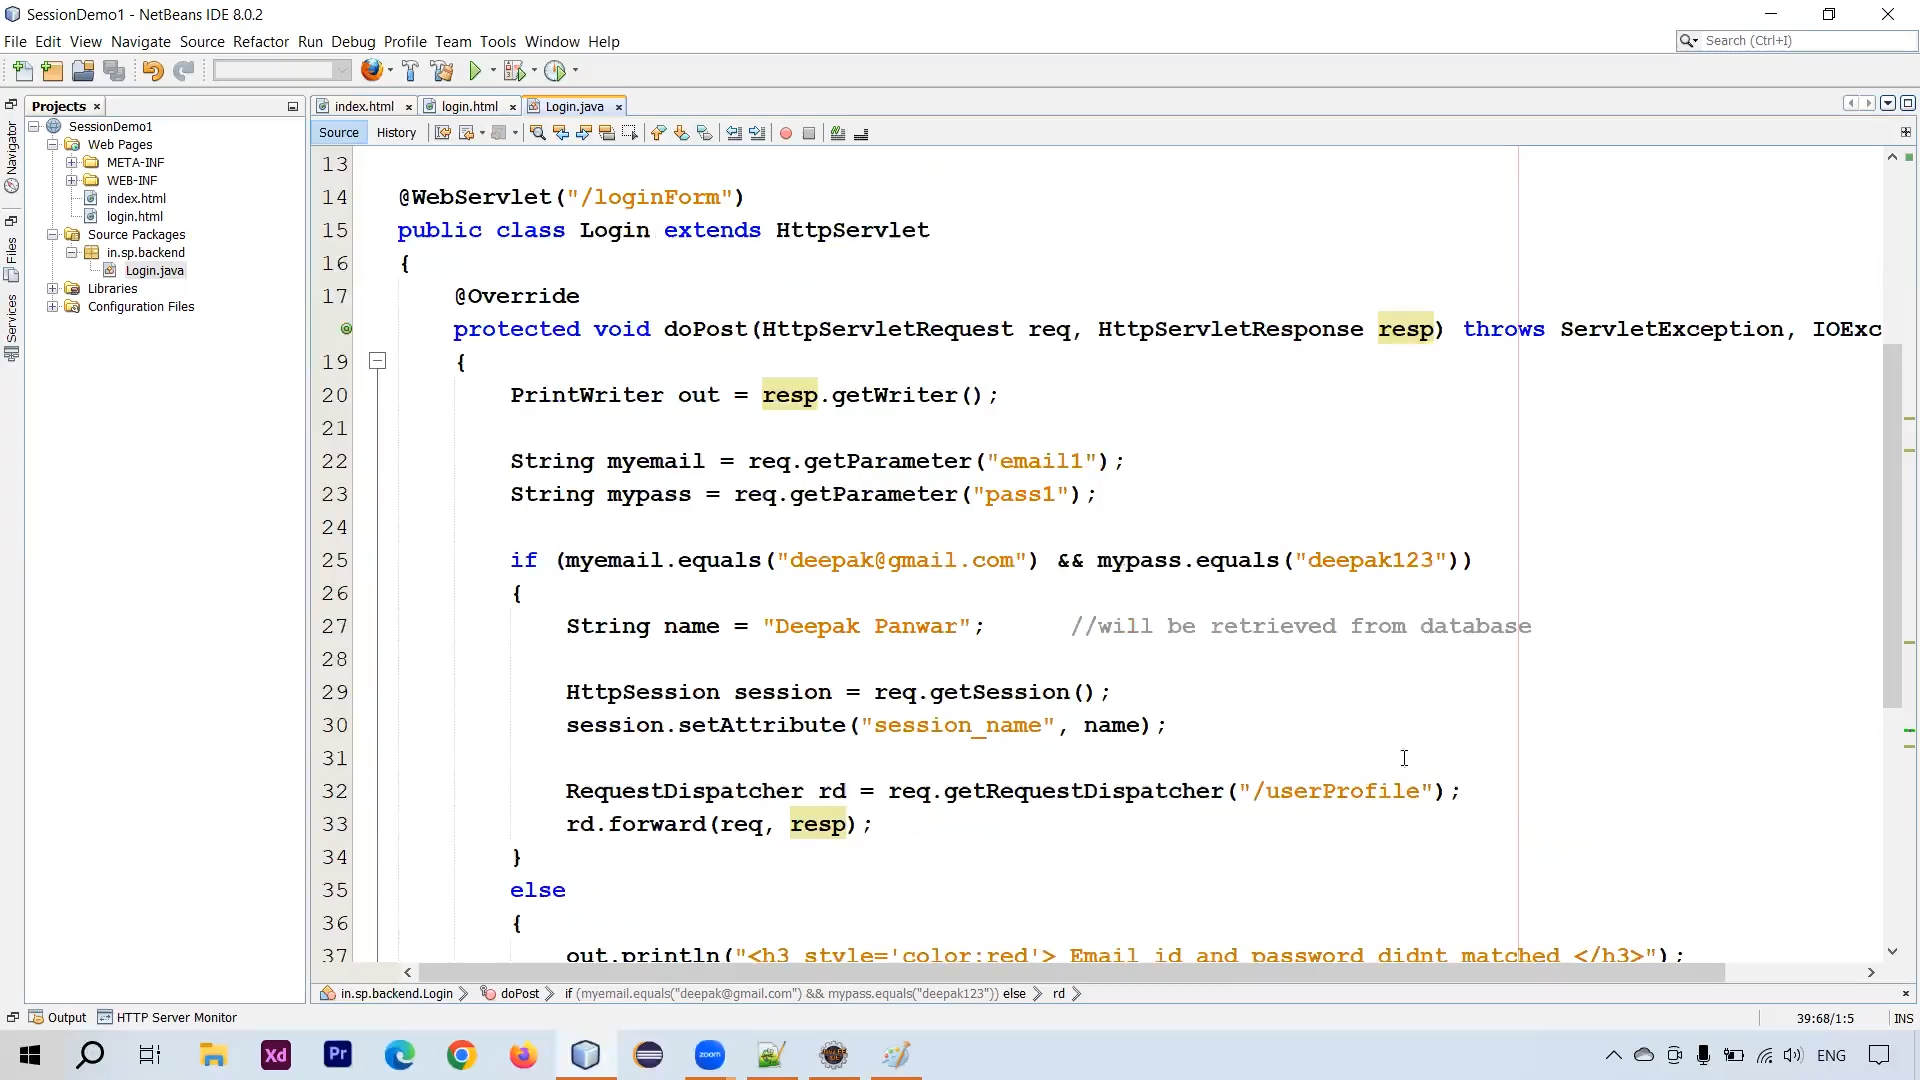 SessionDemo1 - NetBeans IDE 8.0.2
File Edit View Navigate Source Refactor Run Debug Profile Team Tools Window Help
Search (Ctrl+I)
Projects
index.html
login.html
Login.java
Source
History
Navigator
Files
Services
SessionDemo1
Web Pages
META-INF
WEB-INF
index.html
login.html
Source Packages
in.sp.backend
Login.java
Libraries
Configuration Files
13
14 @WebServlet("/loginForm")
15 public class Login extends HttpServlet
16 {
17 @Override
protected void doPost(HttpServletRequest req, HttpServletResponse resp) throws ServletException, IOExc
19 {
20 PrintWriter out = resp.getWriter();
21
22 String myemail = req.getParameter("email1");
23 String mypass = req.getParameter("pass1");
24
25 if (myemail.equals("deepak@gmail.com") && mypass.equals("deepak123"))
26 {
27 String name = "Deepak Panwar"; //will be retrieved from database
28
29 HttpSession session = req.getSession();
30 session.setAttribute("session_name", name);
31
32 RequestDispatcher rd = req.getRequestDispatcher("/userProfile");
33 rd.forward(req, resp);
34 }
35 else
36 {
37 out.println("<h3 style='color:red'> Email id and password didnt matched </h3>");
in.sp.backend.Login doPost if (myemail.equals("deepak@gmail.com") && mypass.equals("deepak123")) else rd
Output HTTP Server Monitor
39:68/1:5 INS
Xd Pr zoom ENG